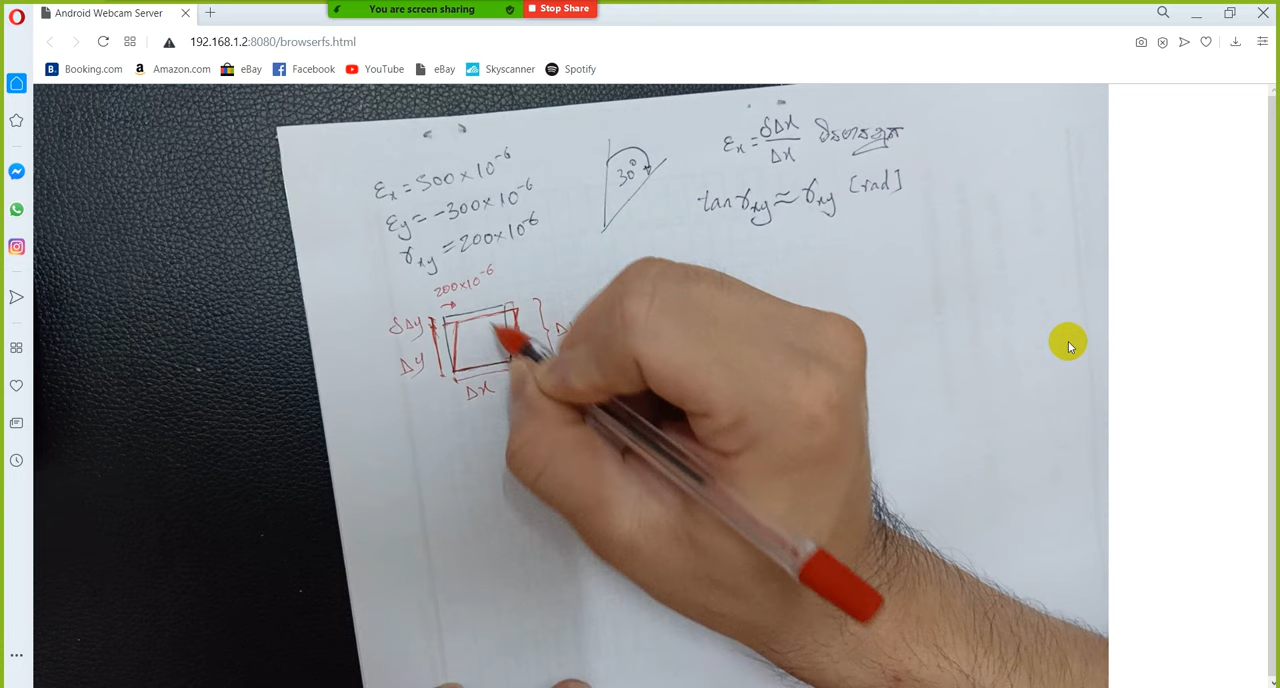 You are screen sharing
Stop Share
Android Webcam Server
192.168.1.2:8080/browserfs.html
Booking.com
Amazon.com
eBay
Facebook
YouTube
eBay
Skyscanner
Spotify
εx = 500×10⁻⁶
εy = -300×10⁻⁶
γxy = 200×10⁻⁶
30°
εx = δΔx/Δx
tan γxy ≈ γxy [rad]
200×10⁻⁶
δΔy
Δy
Δx